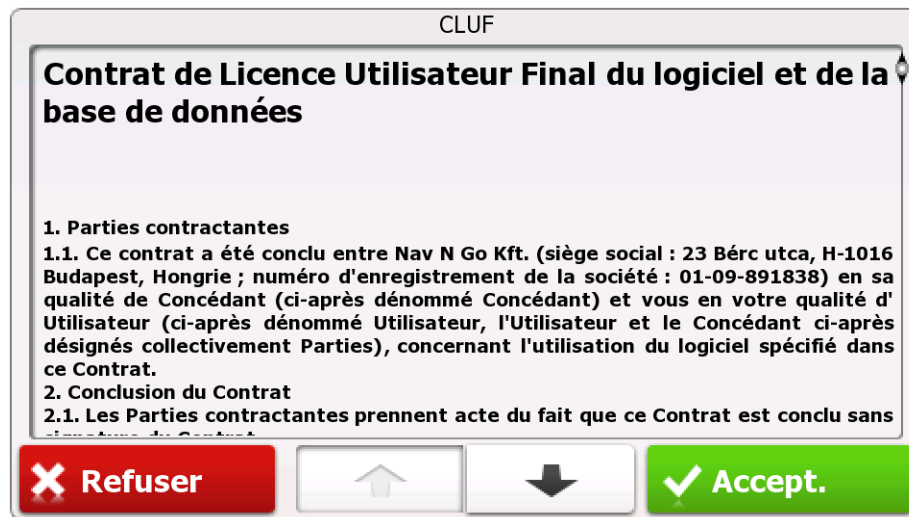 CLUF
Contrat de Licence Utilisateur Final du logiciel et de la
base de données
1. Parties contractantes
1.1. Ce contrat a été conclu entre Nav N Go Kft. (siège social : 23 Bérc utca, H-1016
Budapest, Hongrie ; numéro d'enregistrement de la société : 01-09-891838) en sa
qualité de Concédant (ci-après dénommé Concédant) et vous en votre qualité d'
Utilisateur (ci-après dénommé Utilisateur, l'Utilisateur et le Concédant ci-après
désignés collectivement Parties), concernant l'utilisation du logiciel spécifié dans
ce Contrat.
2. Conclusion du Contrat
2.1. Les Parties contractantes prennent acte du fait que ce Contrat est conclu sans
signature du Contrat
Refuser
Accept.